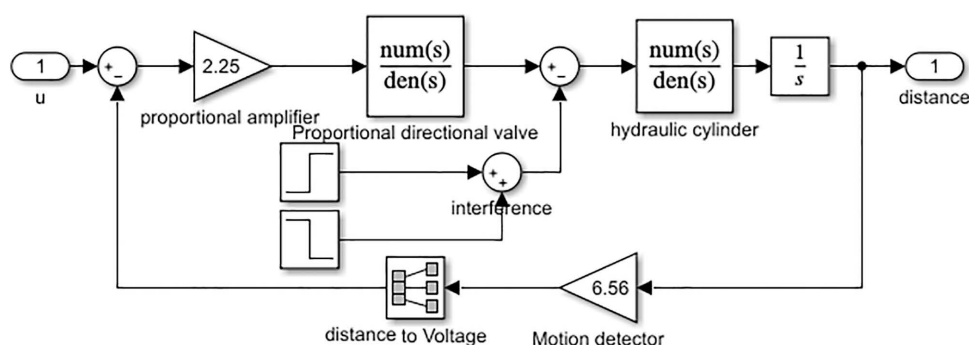 1
u
+
-
2.25
proportional amplifier
num(s)
den(s)
Proportional directional valve
+
-
num(s)
den(s)
hydraulic cylinder
1
s
1
distance
+
+
interference
distance to Voltage
6.56
Motion detector